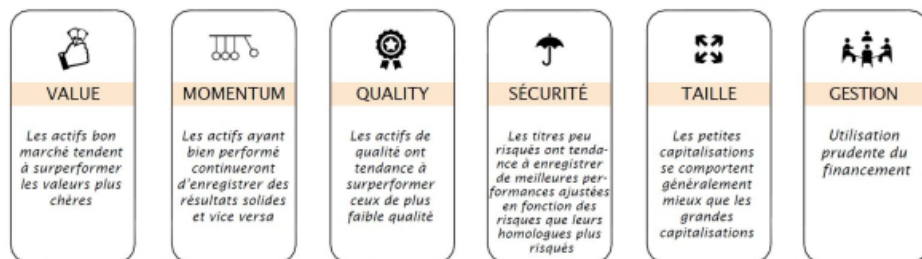 VALUE
Les actifs bon
marché tendent
à surperformer
les valeurs plus
chères
MOMENTUM
Les actifs ayant
bien performé
continueront
d'enregistrer des
résultats solides
et vice versa
QUALITY
Les actifs de
qualité ont
tendance à
surperformer
ceux de plus
faible qualité
SÉCURITÉ
Les titres peu
risqués ont tenda-
nce à enregistrer
de meilleures per-
formances ajustées
en fonction des
risques que leurs
homologues plus
risqués
TAILLE
Les petites
capitalisations
se comportent
généralement
mieux que les
grandes
capitalisations
GESTION
Utilisation
prudente du
financement